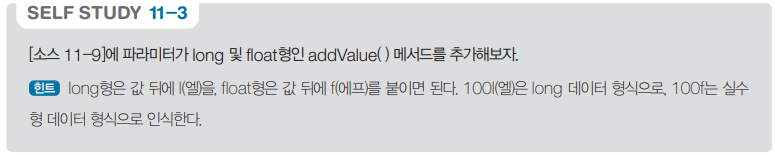 SELF STUDY 11-3
[소스 11-9]에 파라미터가 long 및 float형인 addValue( ) 메서드를 추가해보자.
힌트 long형은 값 뒤에 l(엘)을, float형은 값 뒤에 f(에프)를 붙이면 된다. 100l(엘)은 long 데이터 형식으로, 100f는 실수
형 데이터 형식으로 인식한다.